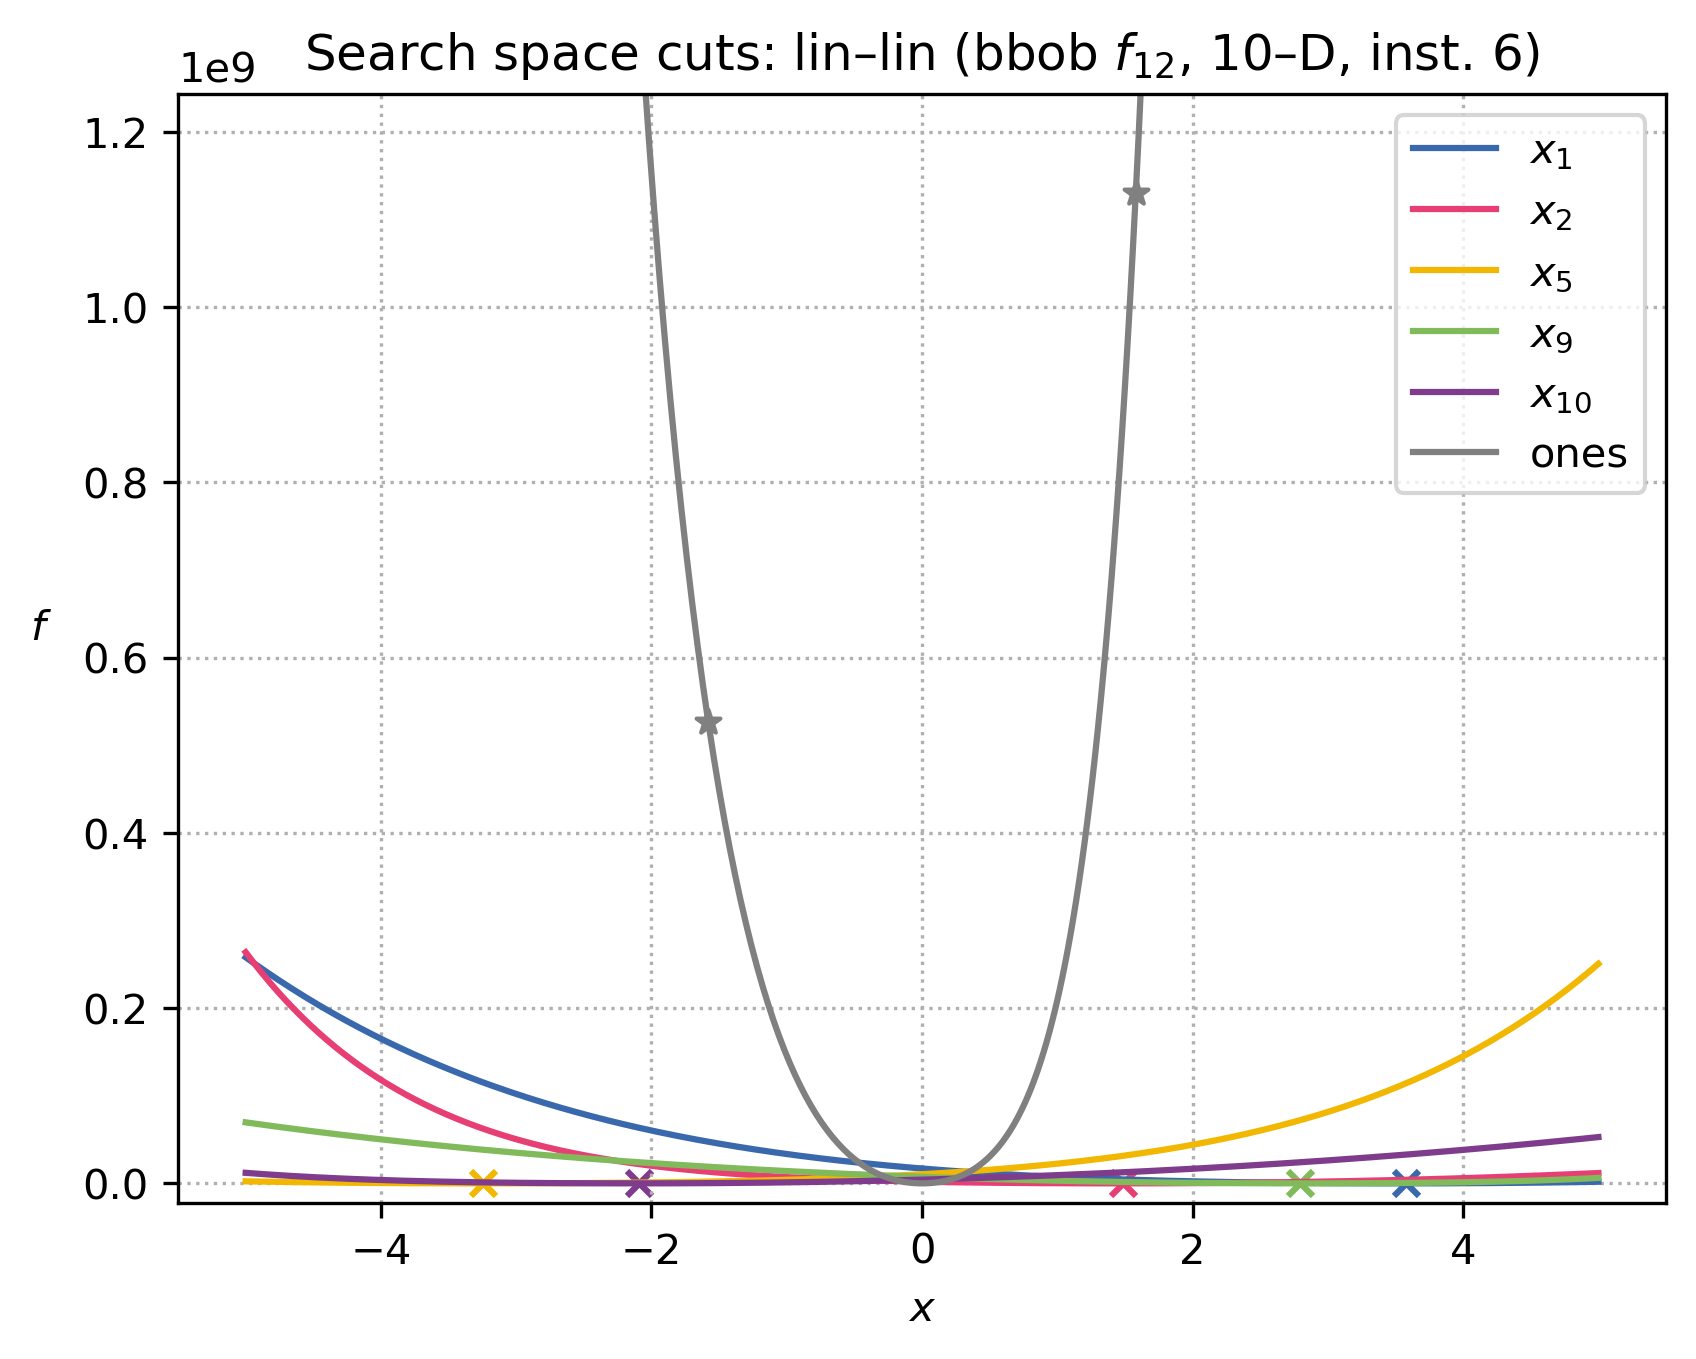 Search space cuts: lin–lin (bbob f₁₂, 10–D, inst. 6)
1e9
1.2
1.0
0.8
0.6
0.4
0.2
0.0
f
−4
−2
0
2
4
x
x₁
x₂
x₅
x₉
x₁₀
ones